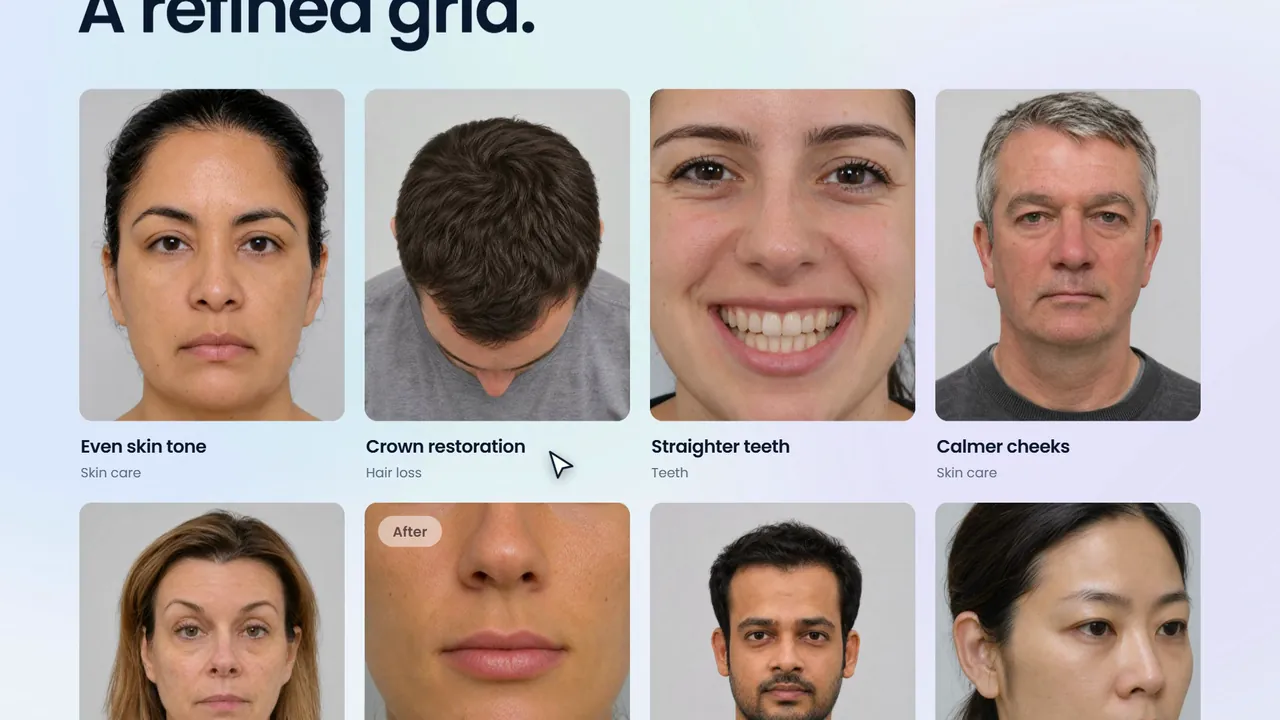 A refined grid.
Even skin tone
Skin care
Crown restoration
Hair loss
Straighter teeth
Teeth
Calmer cheeks
Skin care
After